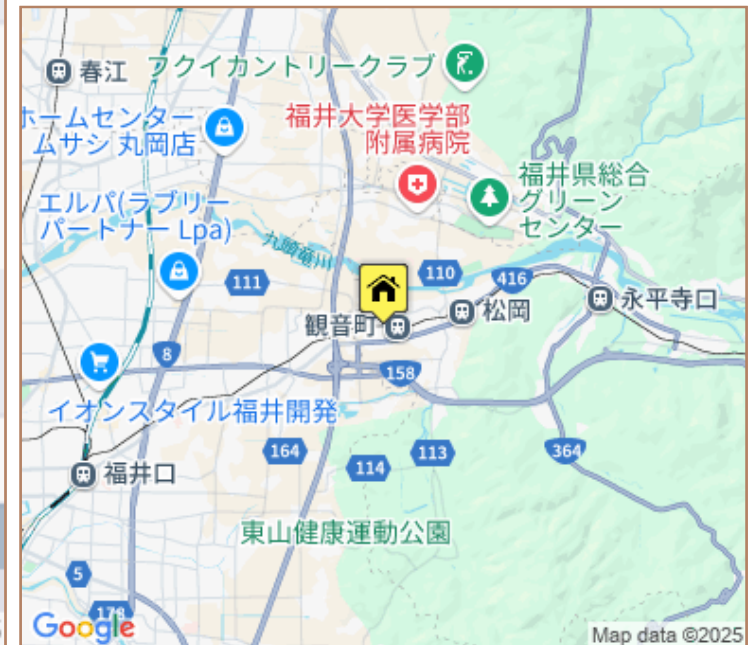 春江
フクイカントリークラブ
ホームセンター
ムサシ 丸岡店
福井大学医学部
附属病院
福井県総合
グリーン
センター
エルパ(ラブリー
パートナー Lpa)
九頭竜川
111
110
416
観音町
松岡
永平寺口
8
158
イオンスタイル福井開発
164
114
113
364
福井口
東山健康運動公園
5
178
Google
Map data ©2025